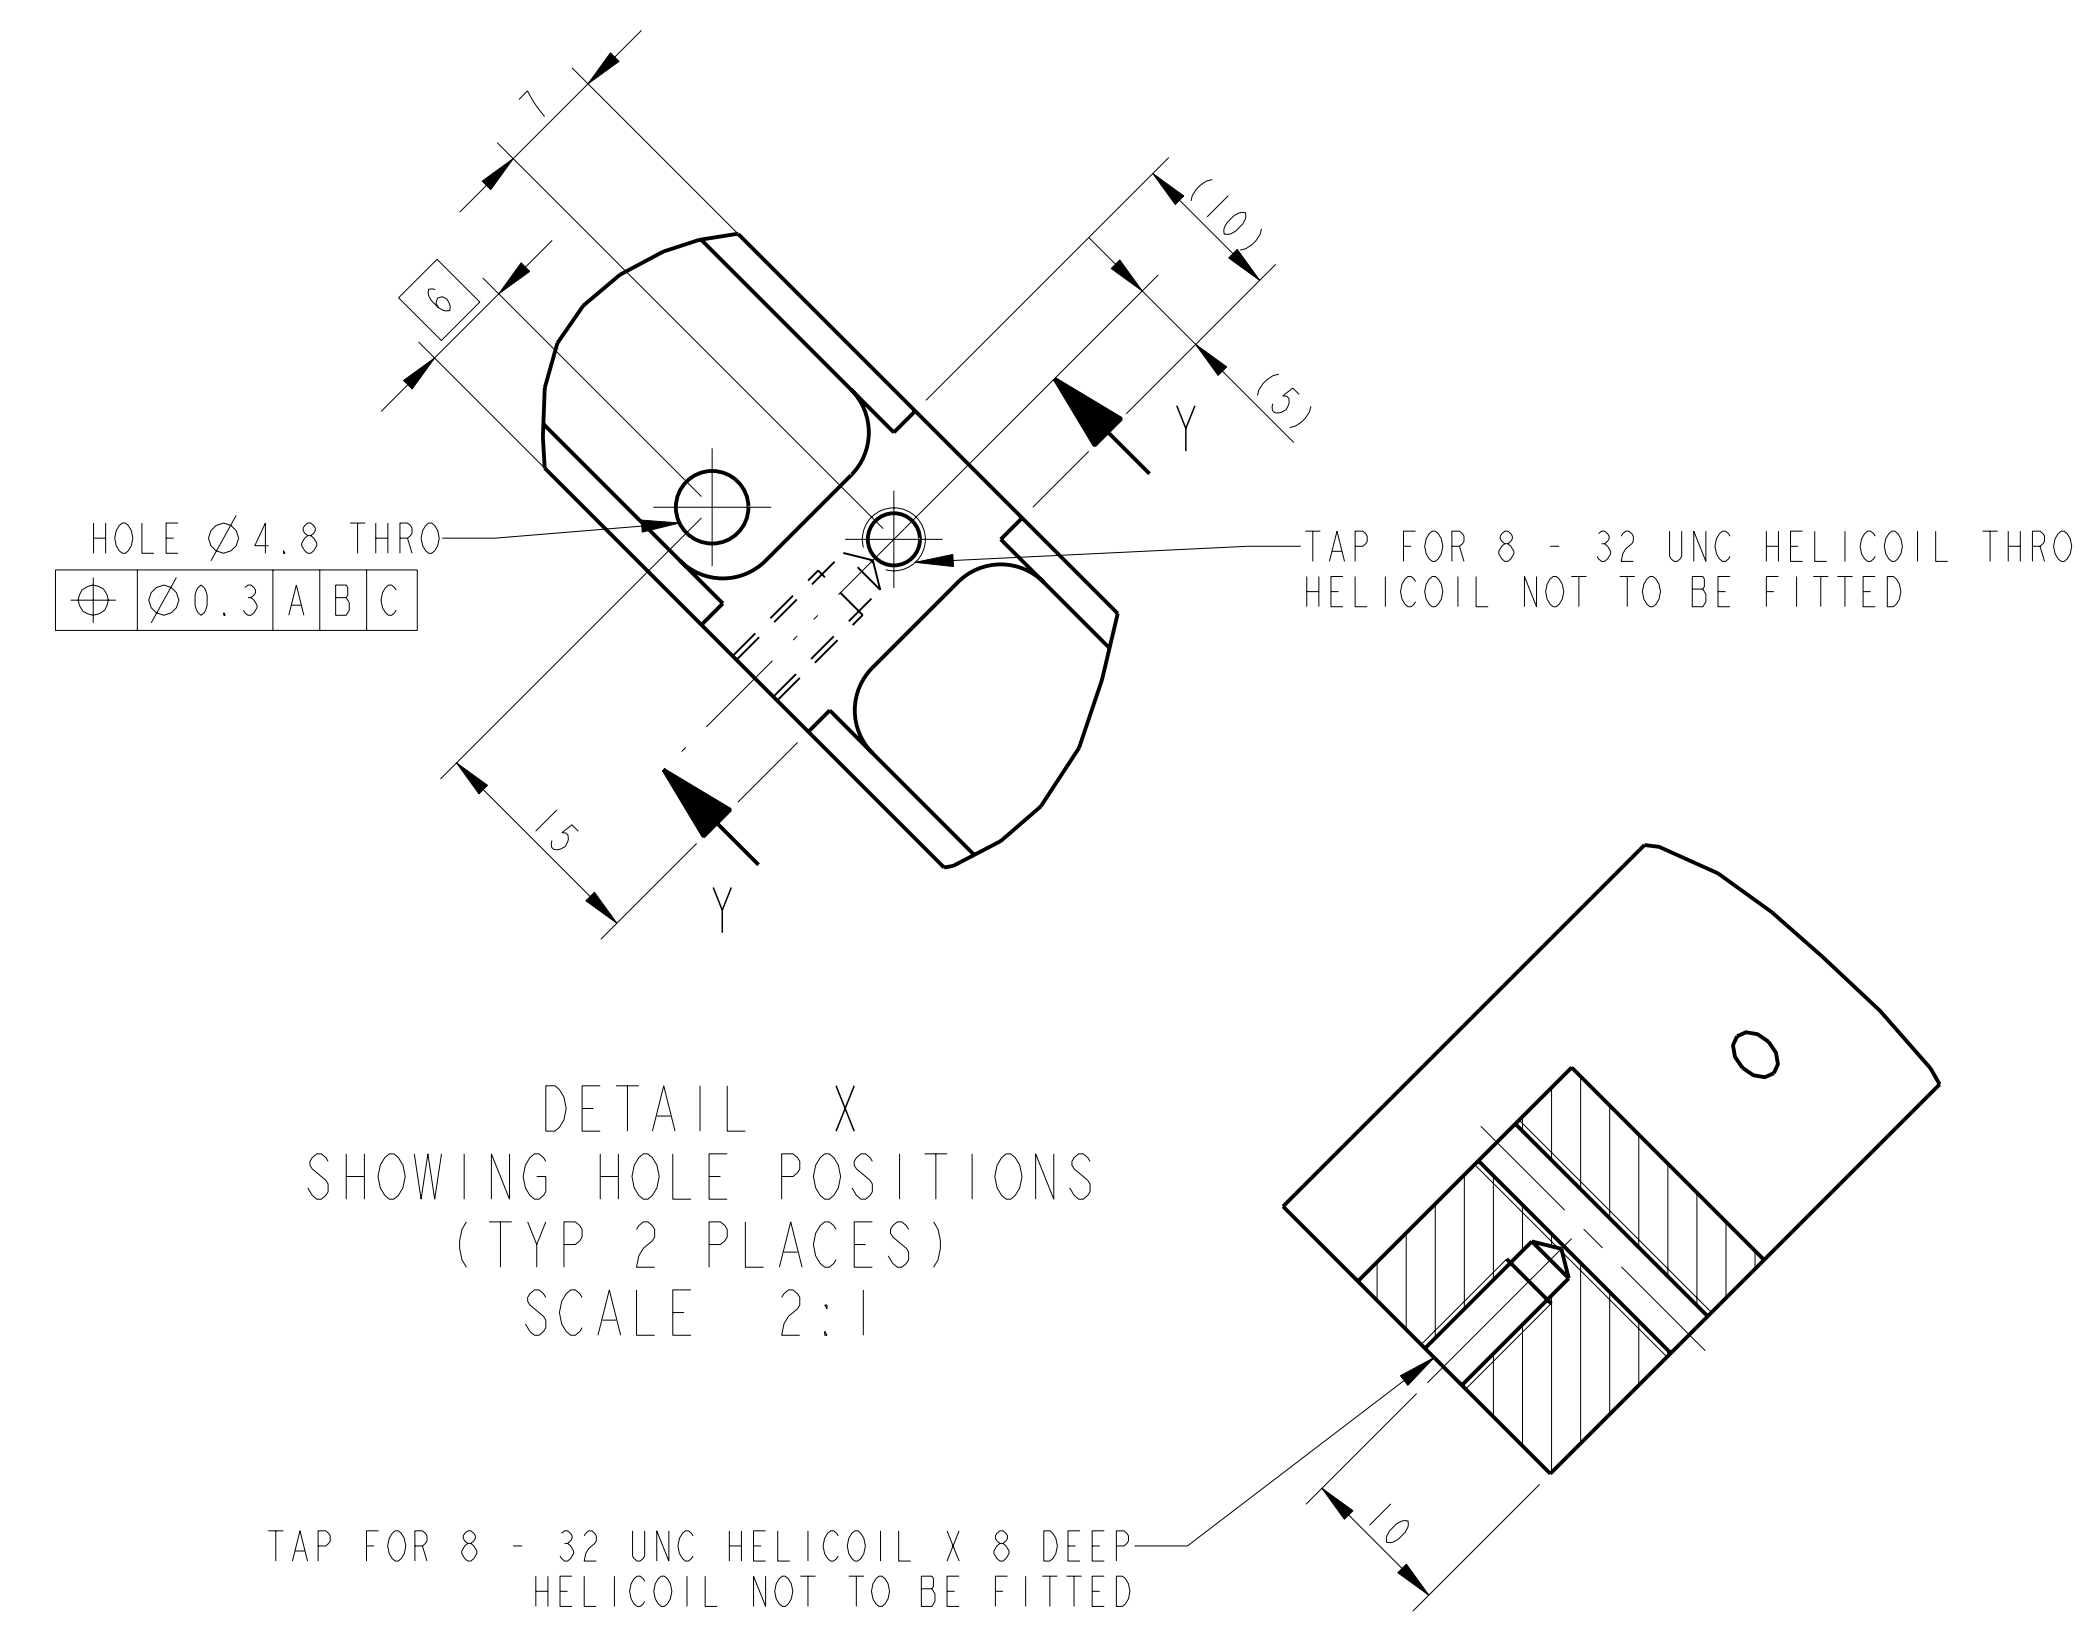 7
(10)
6
(5)
Y
HOLE Ø4.8 THRO
⌖ Ø0.3 A B C
TAP FOR 8 - 32 UNC HELICOIL THRO
HELICOIL NOT TO BE FITTED
15
Y
DETAIL X
SHOWING HOLE POSITIONS
(TYP 2 PLACES)
SCALE 2:1
10
TAP FOR 8 - 32 UNC HELICOIL X 8 DEEP
HELICOIL NOT TO BE FITTED